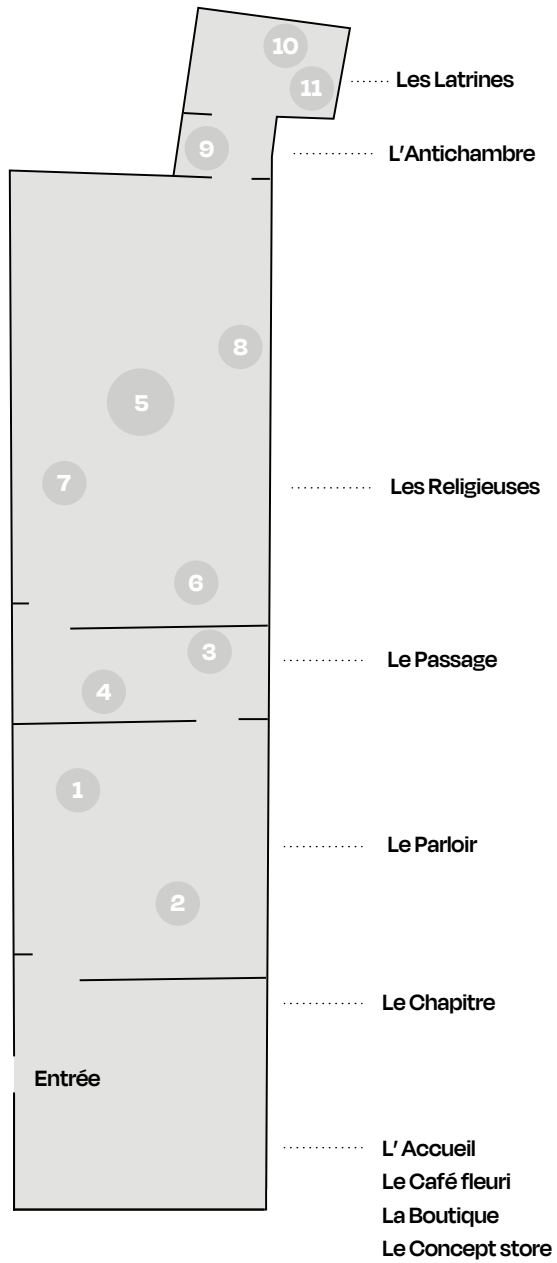 10
11
Les Latrines
9
L'Antichambre
8
5
7
Les Religieuses
6
3
Le Passage
4
1
Le Parloir
2
Le Chapitre
Entrée
L' Accueil
Le Café fleuri
La Boutique
Le Concept store